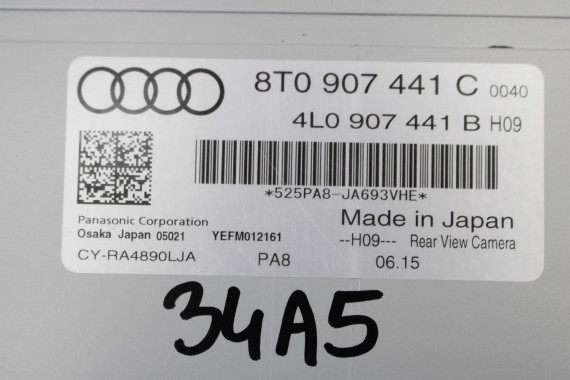 8T0 907 441 C 0040
4L0 907 441 B H09
*525PA8-JA693VHE*
Panasonic Corporation
Made in Japan
Osaka Japan 05021 YEFM012161
--H09--- Rear View Camera
CY-RA4890LJA PA8 06.15
34A5